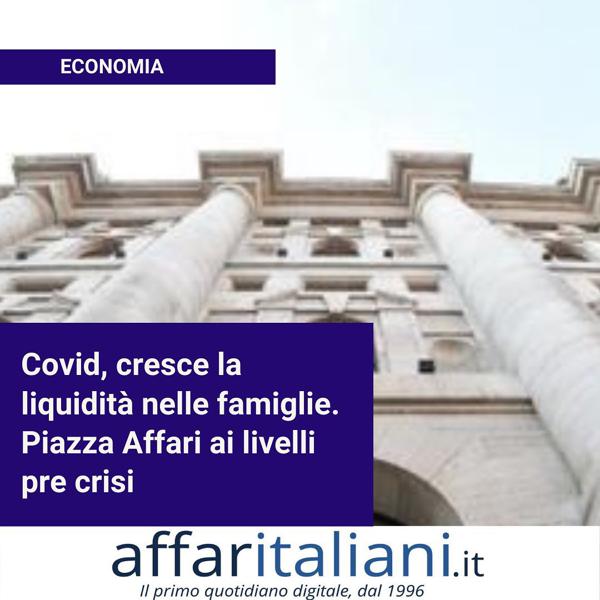 ECONOMIA
Covid, cresce la
liquidità nelle famiglie.
Piazza Affari ai livelli
pre crisi
affaritaliani.it
Il primo quotidiano digitale, dal 1996